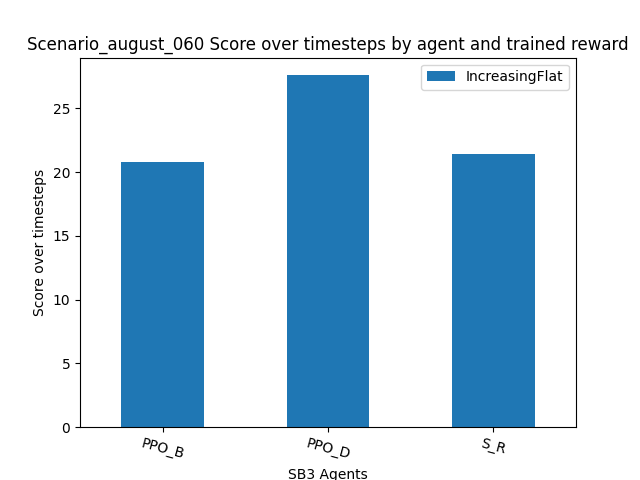 Scenario_august_060 Score over timesteps by agent and trained reward
IncreasingFlat
Score over timesteps
25
20
15
10
5
0
PPO_B
PPO_D
S_R
SB3 Agents